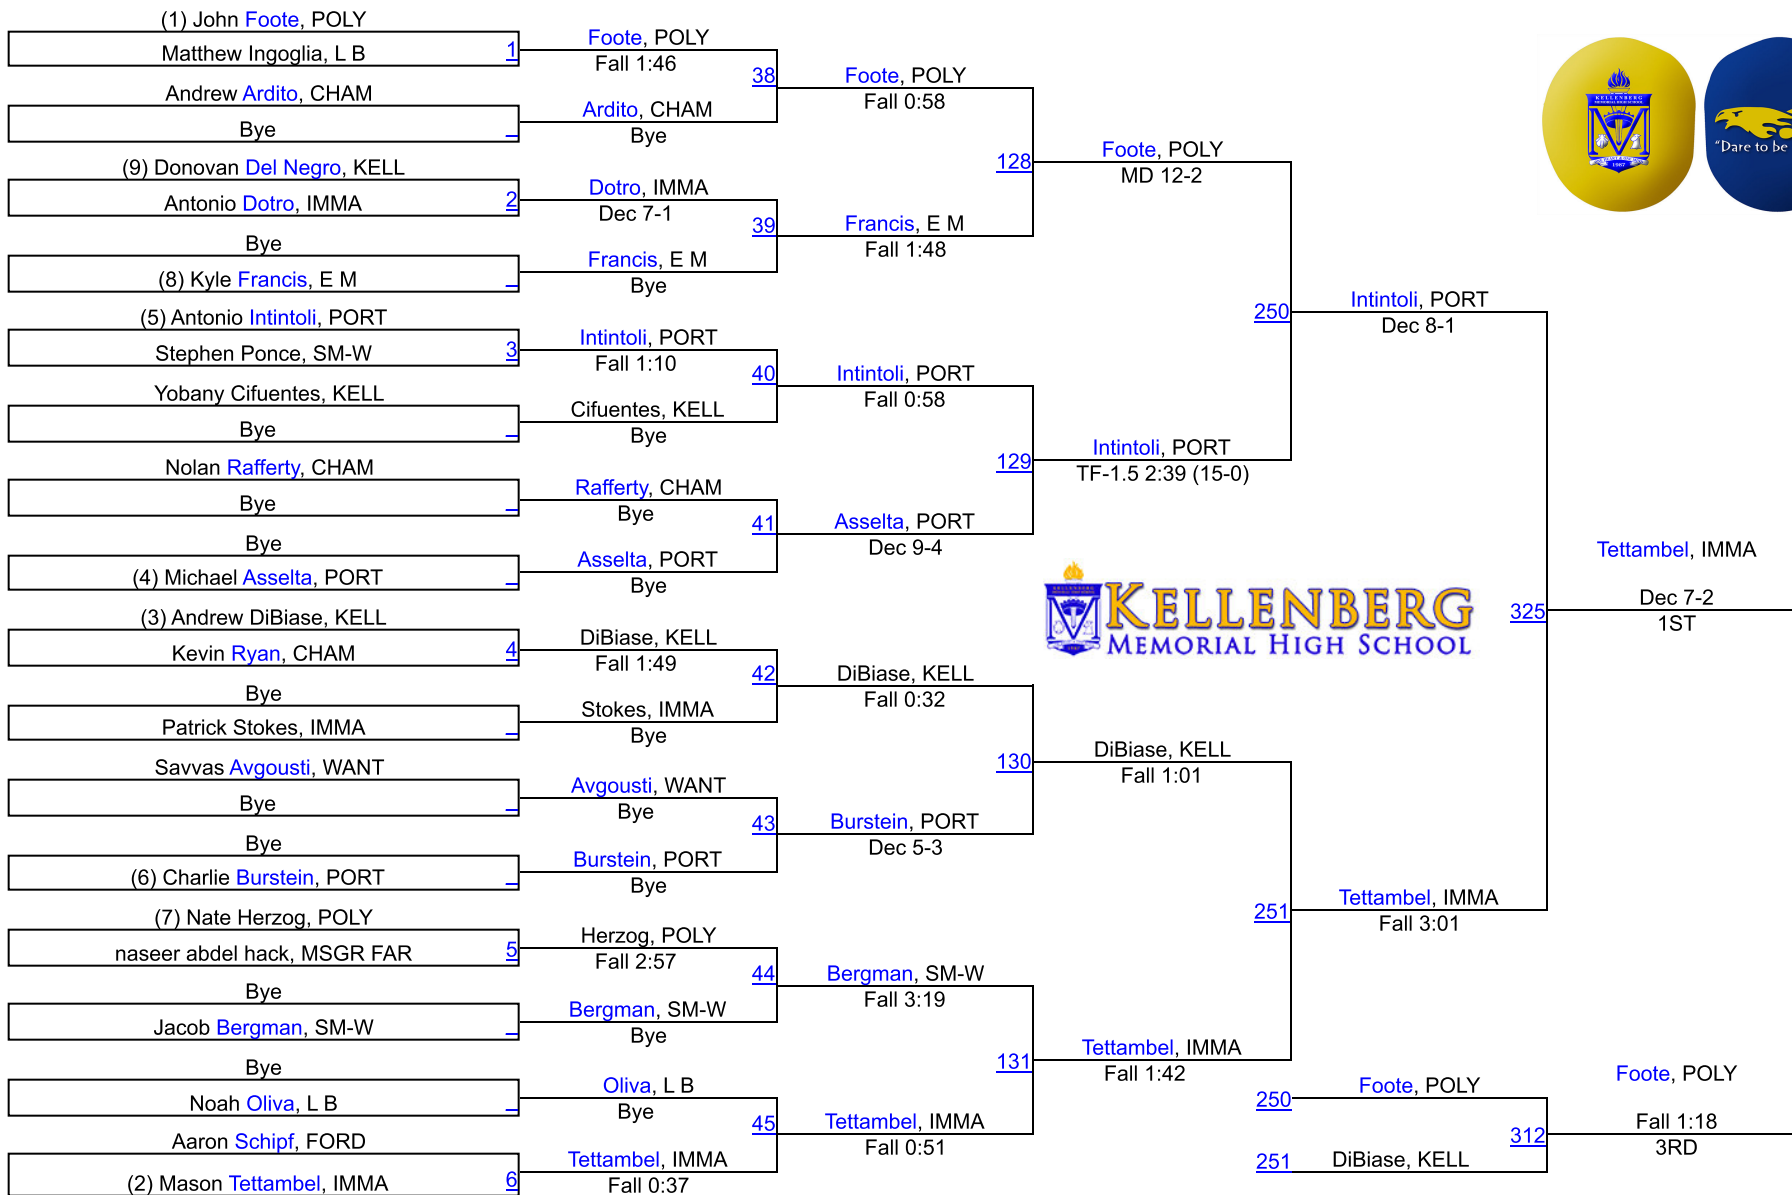 (1) John Foote, POLY
Matthew Ingoglia, L B
1
Andrew Ardito, CHAM
Bye
(9) Donovan Del Negro, KELL
Antonio Dotro, IMMA
2
Bye
(8) Kyle Francis, E M
(5) Antonio Intintoli, PORT
Stephen Ponce, SM-W
3
Yobany Cifuentes, KELL
Bye
Nolan Rafferty, CHAM
Bye
Bye
(4) Michael Asselta, PORT
(3) Andrew DiBiase, KELL
Kevin Ryan, CHAM
4
Bye
Patrick Stokes, IMMA
Savvas Avgousti, WANT
Bye
Bye
(6) Charlie Burstein, PORT
(7) Nate Herzog, POLY
naseer abdel hack, MSGR FAR
5
Bye
Jacob Bergman, SM-W
Bye
Noah Oliva, L B
Aaron Schipf, FORD
(2) Mason Tettambel, IMMA
6
Foote, POLY
Fall 1:46
38
Ardito, CHAM
Bye
Dotro, IMMA
Dec 7-1
39
Francis, E M
Bye
Intintoli, PORT
Fall 1:10
40
Cifuentes, KELL
Bye
Rafferty, CHAM
Bye
41
Asselta, PORT
Bye
DiBiase, KELL
Fall 1:49
42
Stokes, IMMA
Bye
Avgousti, WANT
Bye
43
Burstein, PORT
Bye
Herzog, POLY
Fall 2:57
44
Bergman, SM-W
Bye
Oliva, L B
Bye
45
Tettambel, IMMA
Fall 0:37
Foote, POLY
Fall 0:58
128
Francis, E M
Fall 1:48
Intintoli, PORT
Fall 0:58
129
Asselta, PORT
Dec 9-4
DiBiase, KELL
Fall 0:32
130
Burstein, PORT
Dec 5-3
Bergman, SM-W
Fall 3:19
131
Tettambel, IMMA
Fall 0:51
Foote, POLY
MD 12-2
250
Intintoli, PORT
TF-1.5 2:39 (15-0)
DiBiase, KELL
Fall 1:01
251
Tettambel, IMMA
Fall 1:42
Intintoli, PORT
Dec 8-1
325
Tettambel, IMMA
Fall 3:01
Tettambel, IMMA
Dec 7-2
1ST
250
Foote, POLY
312
251
DiBiase, KELL
Foote, POLY
Fall 1:18
3RD
KELLENBERG
MEMORIAL HIGH SCHOOL
KELLENBERG
MEMORIAL HIGH SCHOOL
1987
"Dare to be